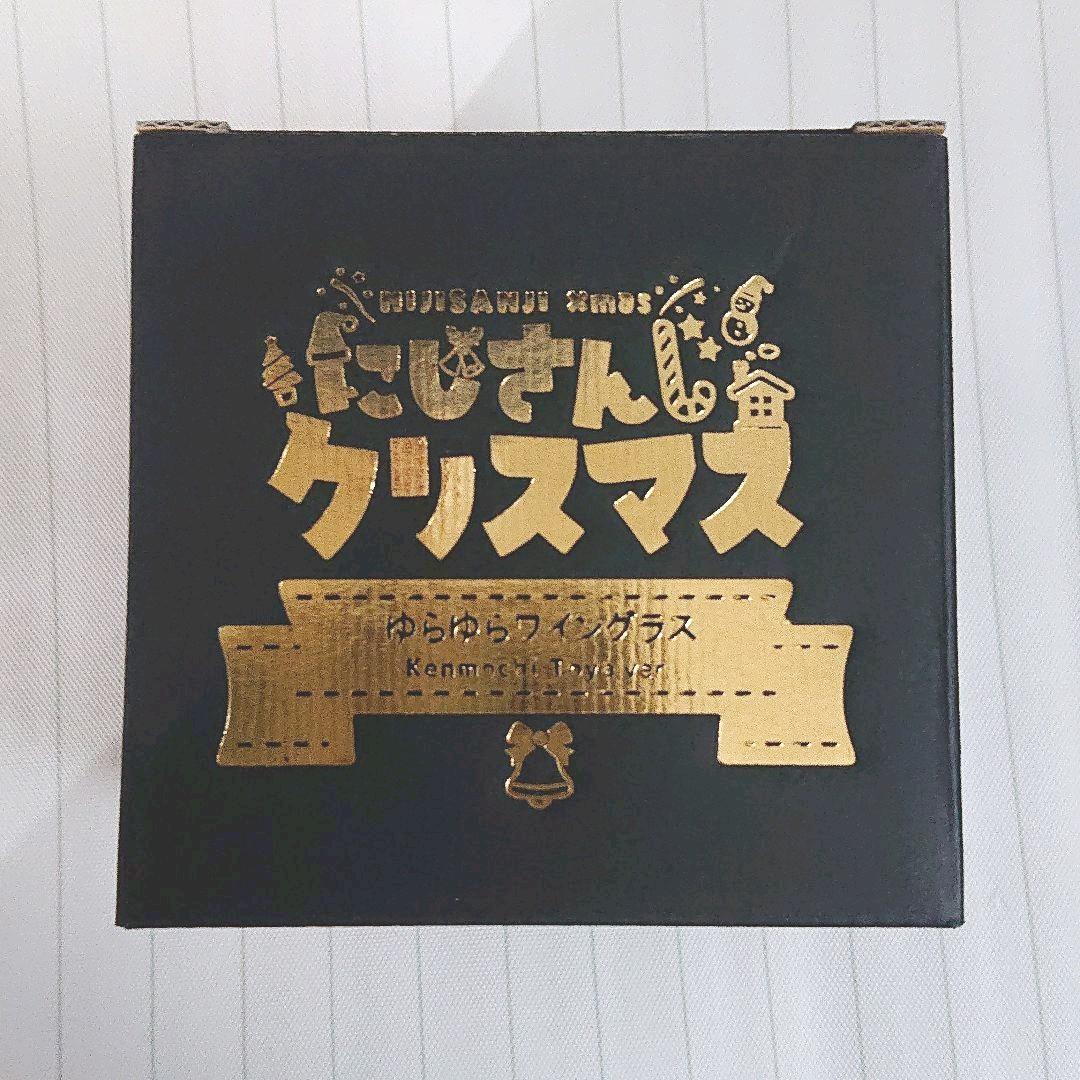 NIJISANJI Xmas
にじさんじ
クリスマス
ゆらゆらワイングラス
Kenmochi Toya ver.